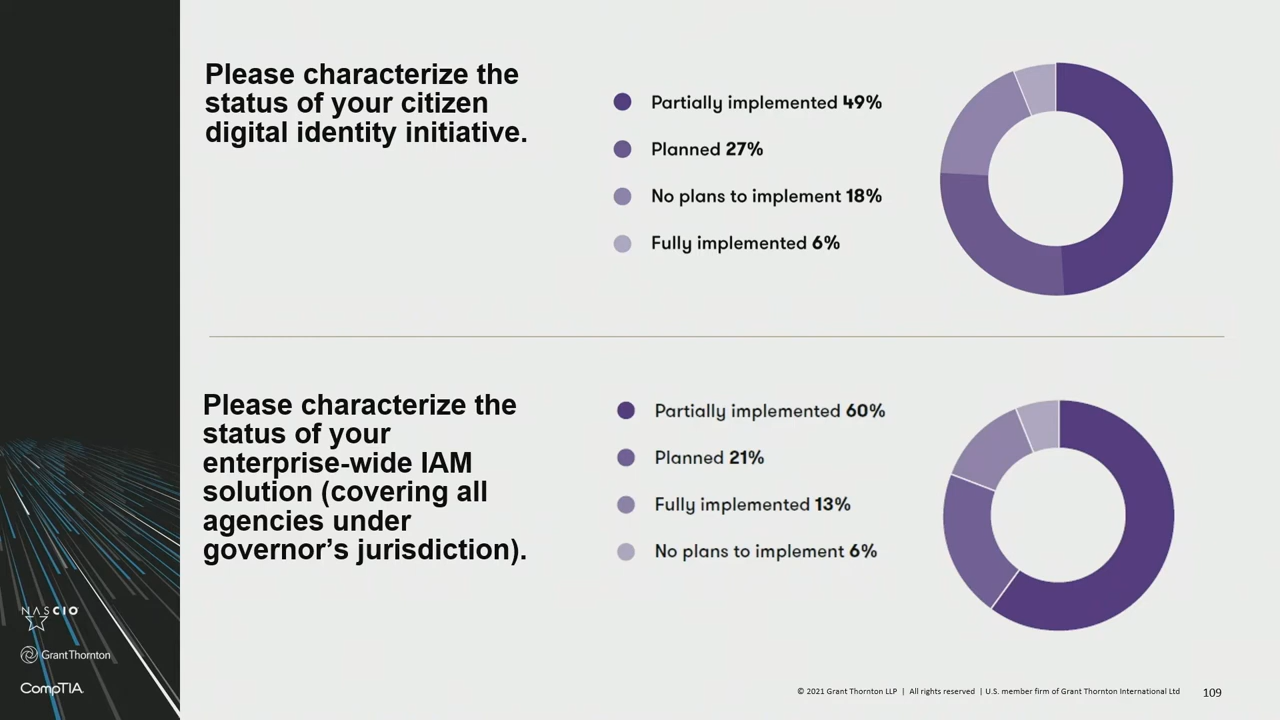 Please characterize the
status of your citizen
digital identity initiative.
Partially implemented 49%
Planned 27%
No plans to implement 18%
Fully implemented 6%
Please characterize the
status of your
enterprise-wide IAM
solution (covering all
agencies under
governor’s jurisdiction).
Partially implemented 60%
Planned 21%
Fully implemented 13%
No plans to implement 6%
NASCIO
GrantThornton
CompTIA.
© 2021 Grant Thornton LLP | All rights reserved | U.S. member firm of Grant Thornton International Ltd
109